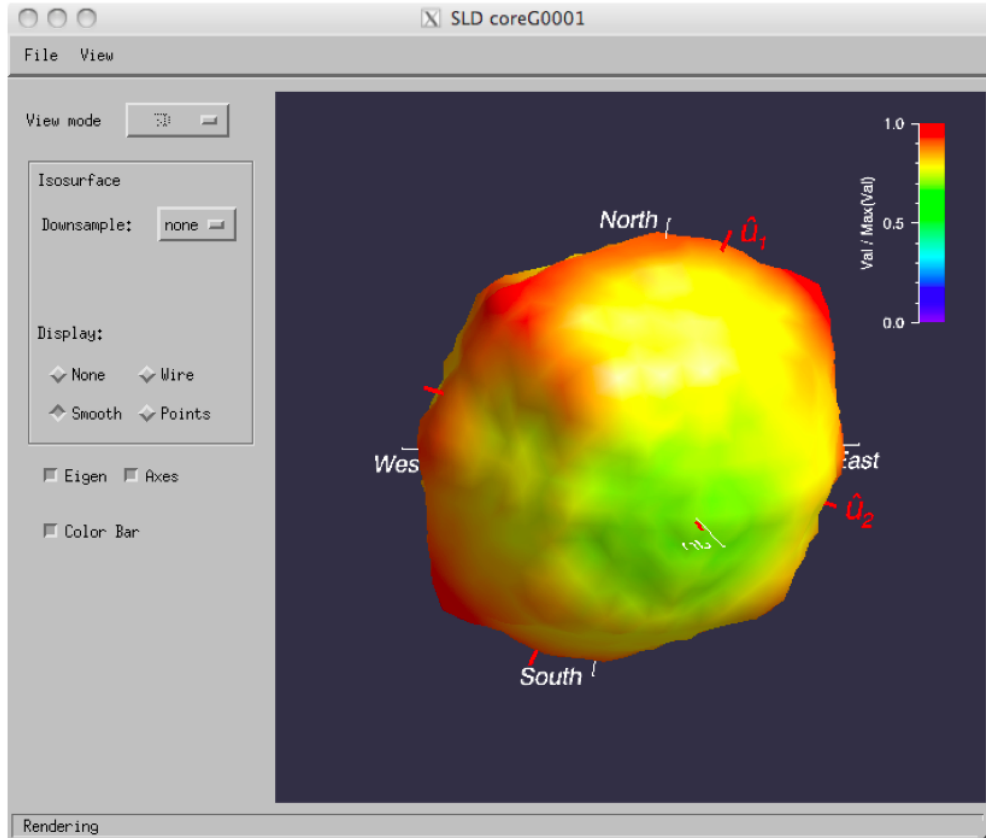 SLD coreG0001
File View
View mode 3D
Isosurface
Downsample: none
Display:
None Wire
Smooth Points
Eigen Axes
Color Bar
1.0
0.5
0.0
Val / Max(Val)
North
û1
Wes
East
û2
South
Rendering